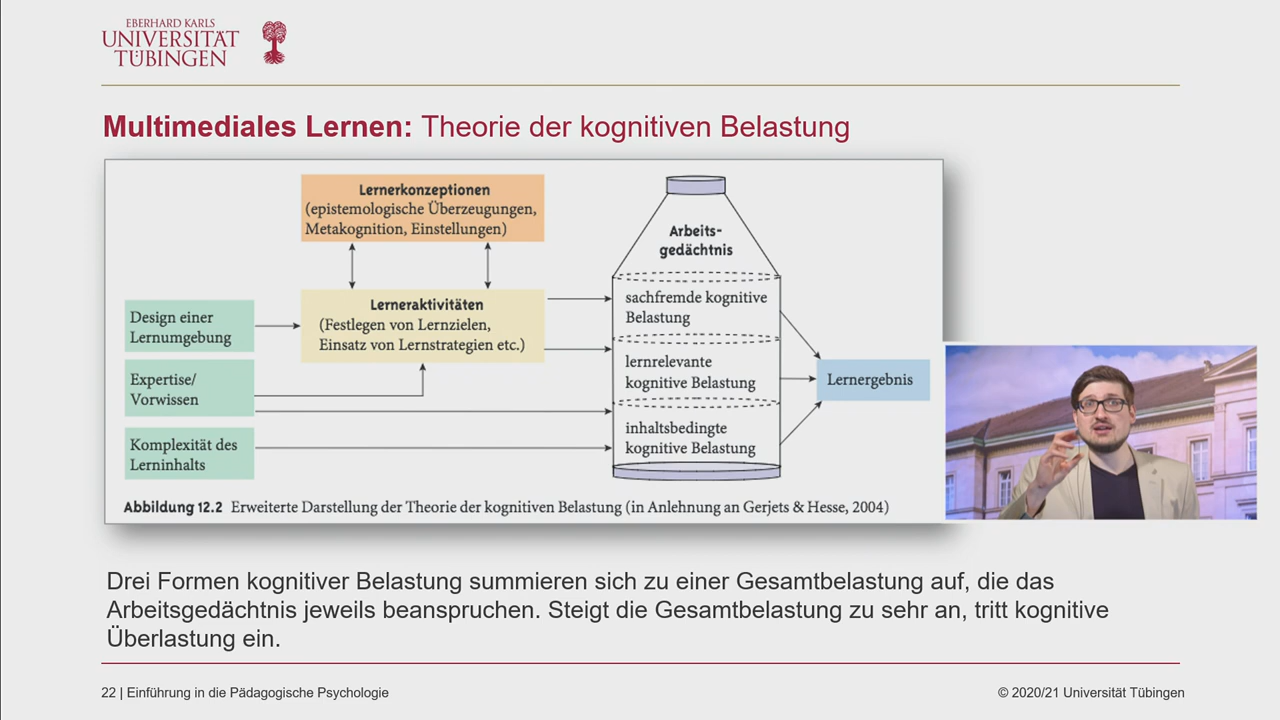 EBERHARD KARLS
UNIVERSITÄT
TÜBINGEN
Multimediales Lernen: Theorie der kognitiven Belastung
Lernerkonzeptionen
(epistemologische Überzeugungen,
Metakognition, Einstellungen)
Arbeits-
gedächtnis
Design einer
Lernumgebung
Lerneraktivitäten
(Festlegen von Lernzielen,
Einsatz von Lernstrategien etc.)
sachfremde kognitive
Belastung
Expertise/
Vorwissen
lernrelevante
kognitive Belastung
Lernergebnis
Komplexität des
Lerninhalts
inhaltsbedingte
kognitive Belastung
Abbildung 12.2 Erweiterte Darstellung der Theorie der kognitiven Belastung (in Anlehnung an Gerjets & Hesse, 2004)
Drei Formen kognitiver Belastung summieren sich zu einer Gesamtbelastung auf, die das
Arbeitsgedächtnis jeweils beanspruchen. Steigt die Gesamtbelastung zu sehr an, tritt kognitive
Überlastung ein.
22 | Einführung in die Pädagogische Psychologie
© 2020/21 Universität Tübingen